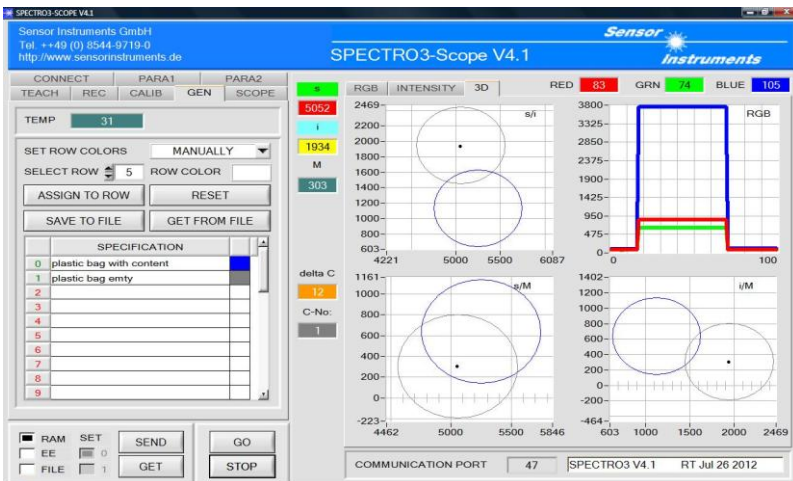 SPECTRO3-SCOPE V4.1
Sensor Instruments GmbH
Tel. ++49 (0) 8544-9719-0
http://www.sensorinstruments.de
SPECTRO3-Scope V4.1
Sensor
Instruments
CONNECT PARA1 PARA2
TEACH REC CALIB GEN SCOPE
TEMP 31
SET ROW COLORS MANUALLY
SELECT ROW 5 ROW COLOR
ASSIGN TO ROW RESET
SAVE TO FILE GET FROM FILE
SPECIFICATION
0 plastic bag with content
1 plastic bag emty
2
3
4
5
6
7
8
9
RAM SET SEND GO
EE 0
FILE 1 GET STOP
s
5052
i
1934
M
303
delta C
12
C-No:
1
RGB INTENSITY 3D RED 83 GRN 74 BLUE 105
s/i
2469-
2200-
2000-
1800-
1600-
1400-
1200-
1000-
800-
603-
4221 5000 5500 6087
RGB
3800-
3325-
2850-
2375-
1900-
1425-
950-
475-
0-
0 100
s/M
1161-
1000-
800-
600-
400-
200-
0-
-223-
4462 5000 5500 5846
i/M
1402-
1200-
1000-
800-
600-
400-
200-
0-
-200-
-464-
603 1000 1500 2000 2469
COMMUNICATION PORT 47 SPECTRO3 V4.1 RT Jul 26 2012